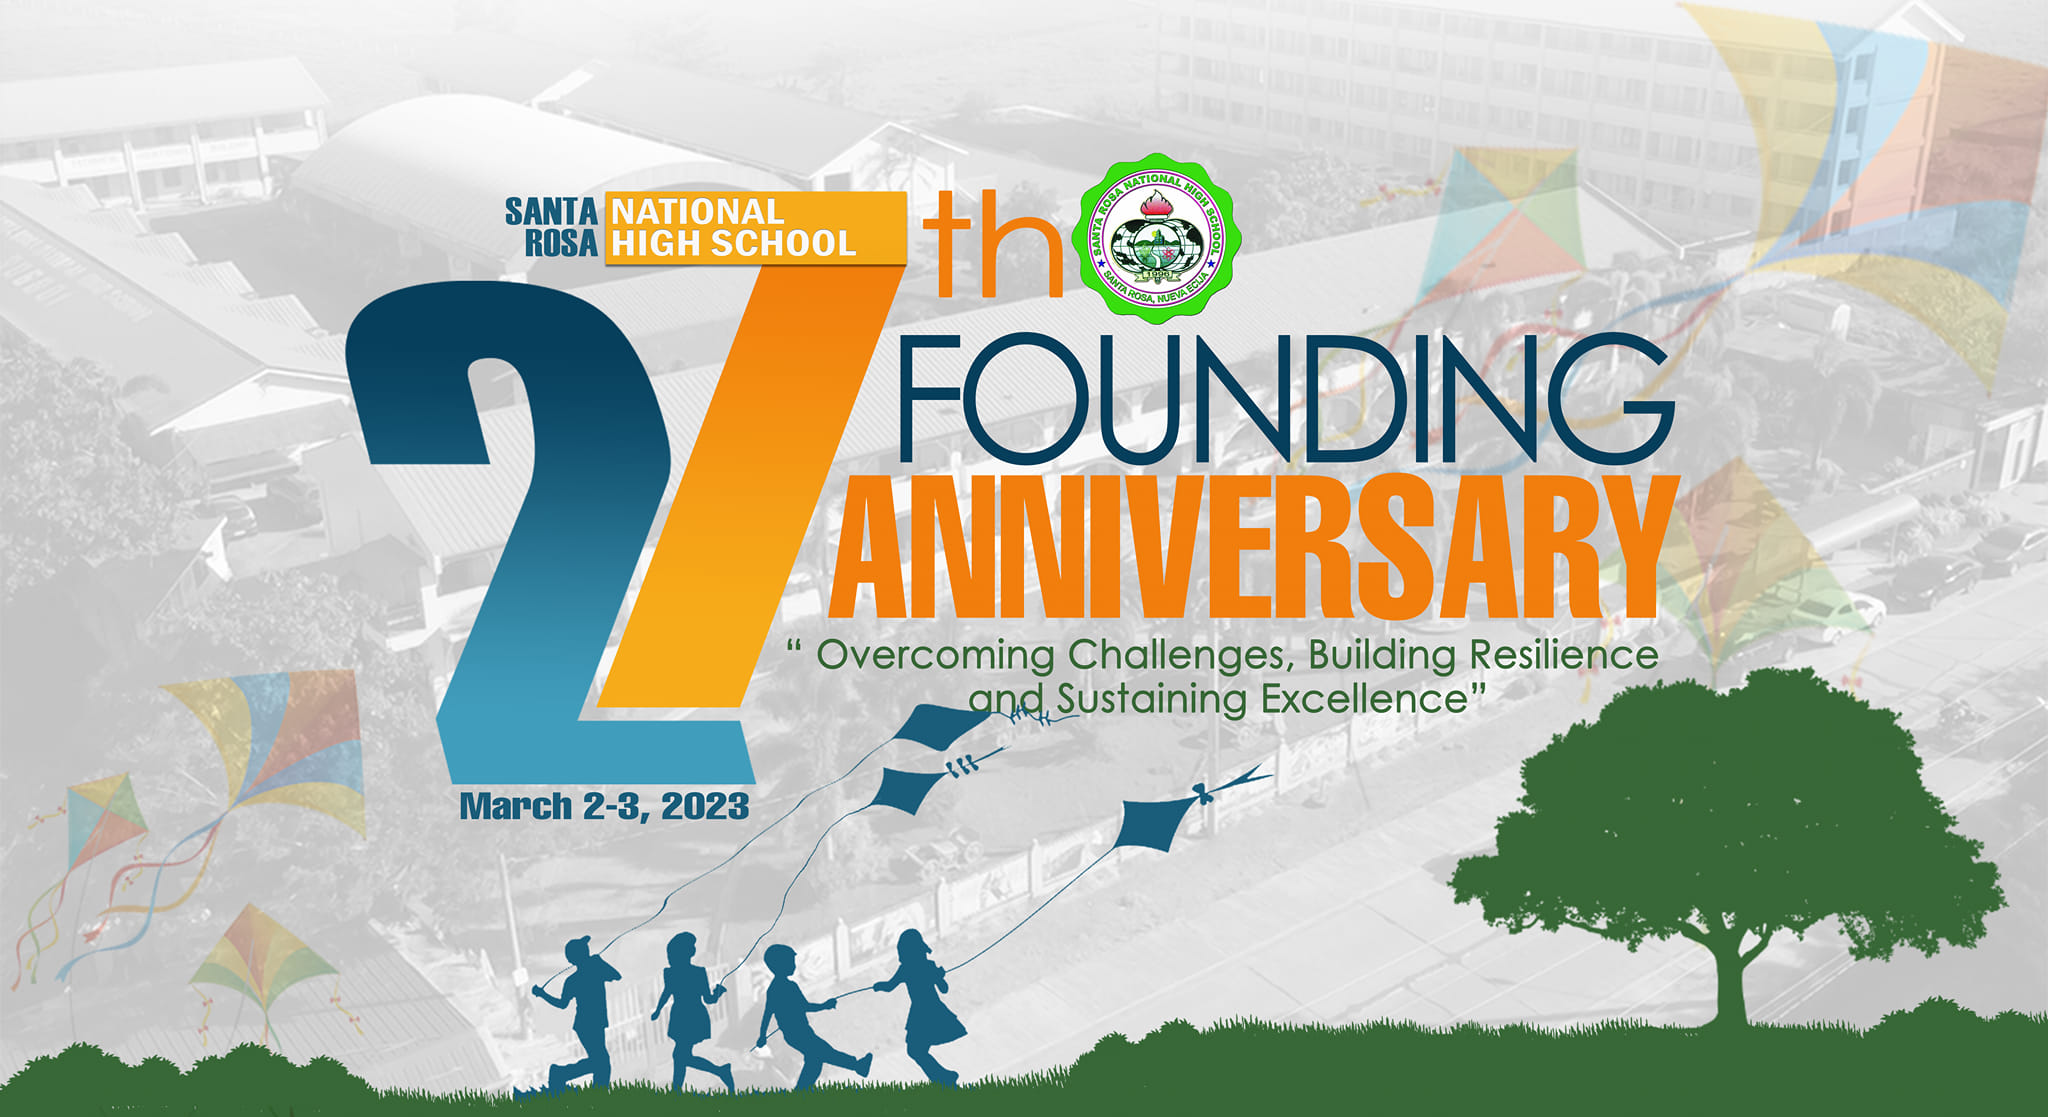 SANTA
ROSA
NATIONAL
HIGH SCHOOL
27th
SANTA ROSA NATIONAL HIGH SCHOOL
1996
SANTA ROSA, NUEVA ECIJA
FOUNDING
ANNIVERSARY
“ Overcoming Challenges, Building Resilience
and Sustaining Excellence”
March 2-3, 2023